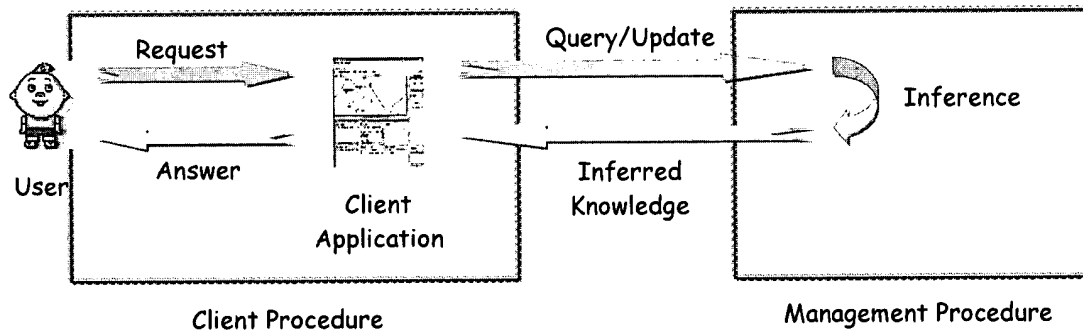 Request
Query/Update
Inference
Answer
User
Inferred
Knowledge
Client
Application
Client Procedure
Management Procedure